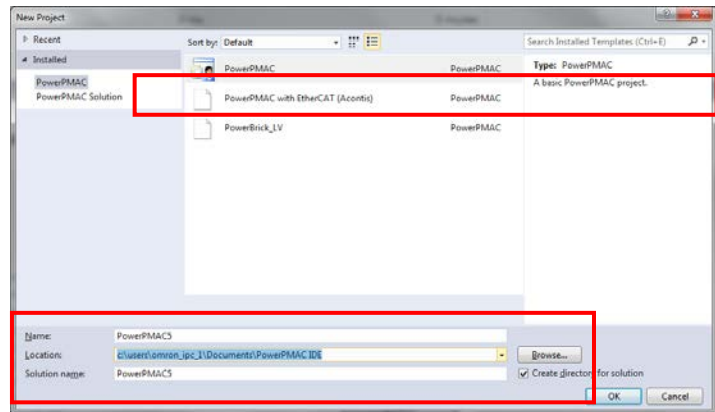 New Project
Recent
Installed
PowerPMAC
PowerPMAC Solution
Sort by: Default
Search Installed Templates (Ctrl+E)
PowerPMAC PowerPMAC
PowerPMAC with EtherCAT (Acontis) PowerPMAC
PowerBrick_LV PowerPMAC
Type: PowerPMAC
A basic PowerPMAC project.
Name: PowerPMAC5
Location: c:\users\omron_ipc_1\Documents\PowerPMAC IDE
Browse...
Solution name: PowerPMAC5
Create directory for solution
OK Cancel